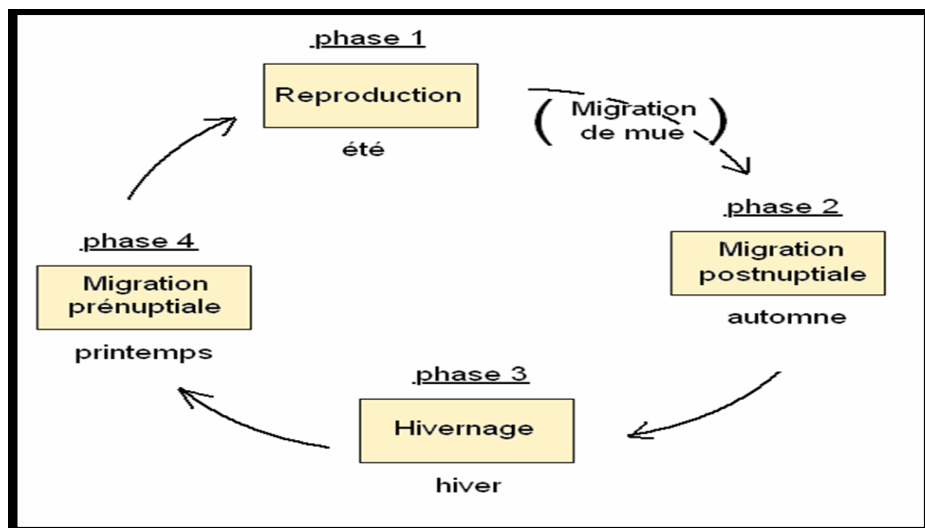 phase 1
Reproduction
été
( Migration
de mue )
phase 2
Migration
postnuptiale
automne
phase 3
Hivernage
hiver
phase 4
Migration
prénuptiale
printemps